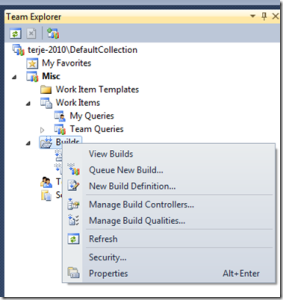 Team Explorer
terje-2010\DefaultCollection
My Favorites
Misc
Work Item Templates
Work Items
My Queries
Team Queries
Builds
View Builds
Queue New Build...
New Build Definition...
Manage Build Controllers...
Manage Build Qualities...
Refresh
Security...
Properties Alt+Enter